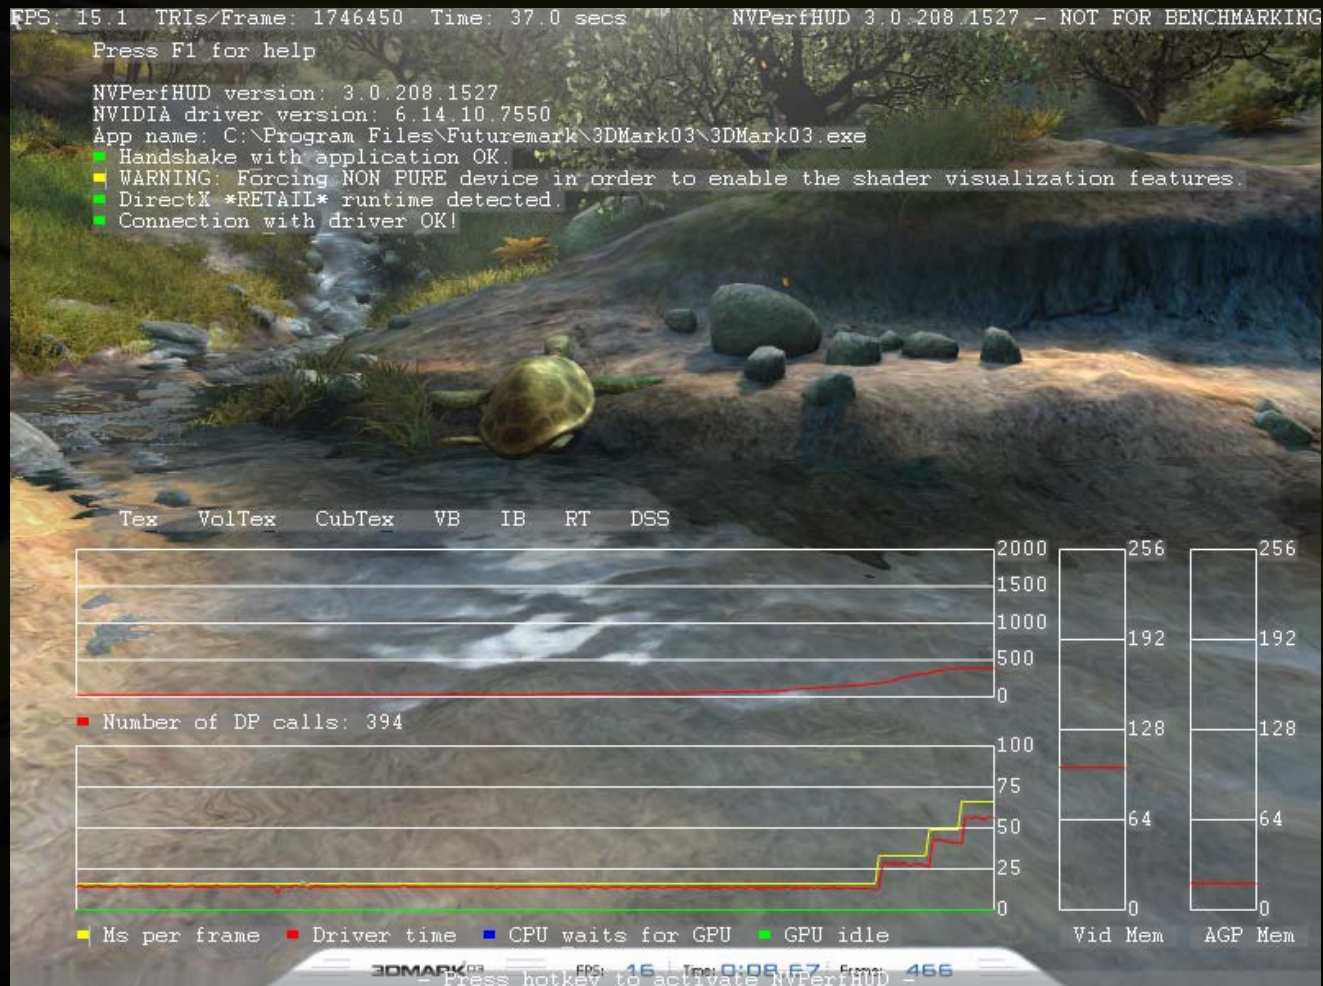 FPS: 15.1  TRIs/Frame: 1746450  Time: 37.0 secs  NVPerfHUD 3.0.208.1527 - NOT FOR BENCHMARKING
Press F1 for help
NVPerfHUD version: 3.0.208.1527
NVIDIA driver version: 6.14.10.7550
App name: C:\Program Files\Futuremark\3DMark03\3DMark03.exe
Handshake with application OK.
WARNING: Forcing NON PURE device in order to enable the shader visualization features.
DirectX *RETAIL* runtime detected.
Connection with driver OK!
Tex  VolTex  CubTex  VB  IB  RT  DSS
2000  256  256
1500
1000
192  192
500
0
128  128
Number of DP calls: 394
100
75
64  64
50
25
0  0  0
Ms per frame  Driver time  CPU waits for GPU  GPU idle  Vid Mem  AGP Mem
3DMARK03  FPS: 16  Time: 0:08.67  Frame: 466
- Press hotkey to activate NVPerfHUD -